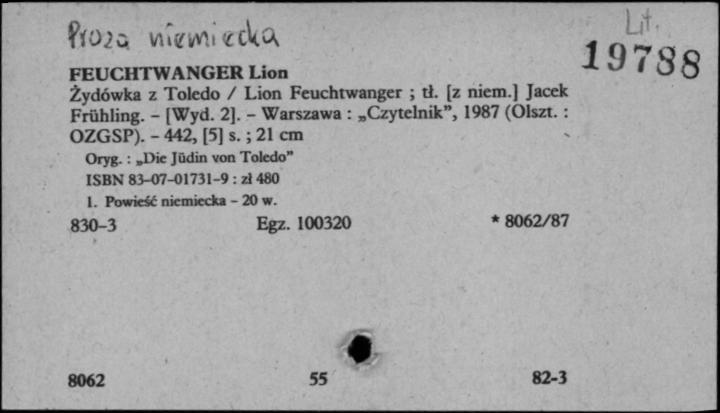 Proza niemiecka
Lit.
19788
FEUCHTWANGER Lion
Żydówka z Toledo / Lion Feuchtwanger ; tł. [z niem.] Jacek
Frühling. – [Wyd. 2]. – Warszawa : „Czytelnik”, 1987 (Olszt. :
OZGSP). – 442, [5] s. ; 21 cm
Oryg. : „Die Jüdin von Toledo”
ISBN 83-07-01731-9 : zł 480
1. Powieść niemiecka – 20 w.
830–3 Egz. 100320 * 8062/87
8062 55 82-3